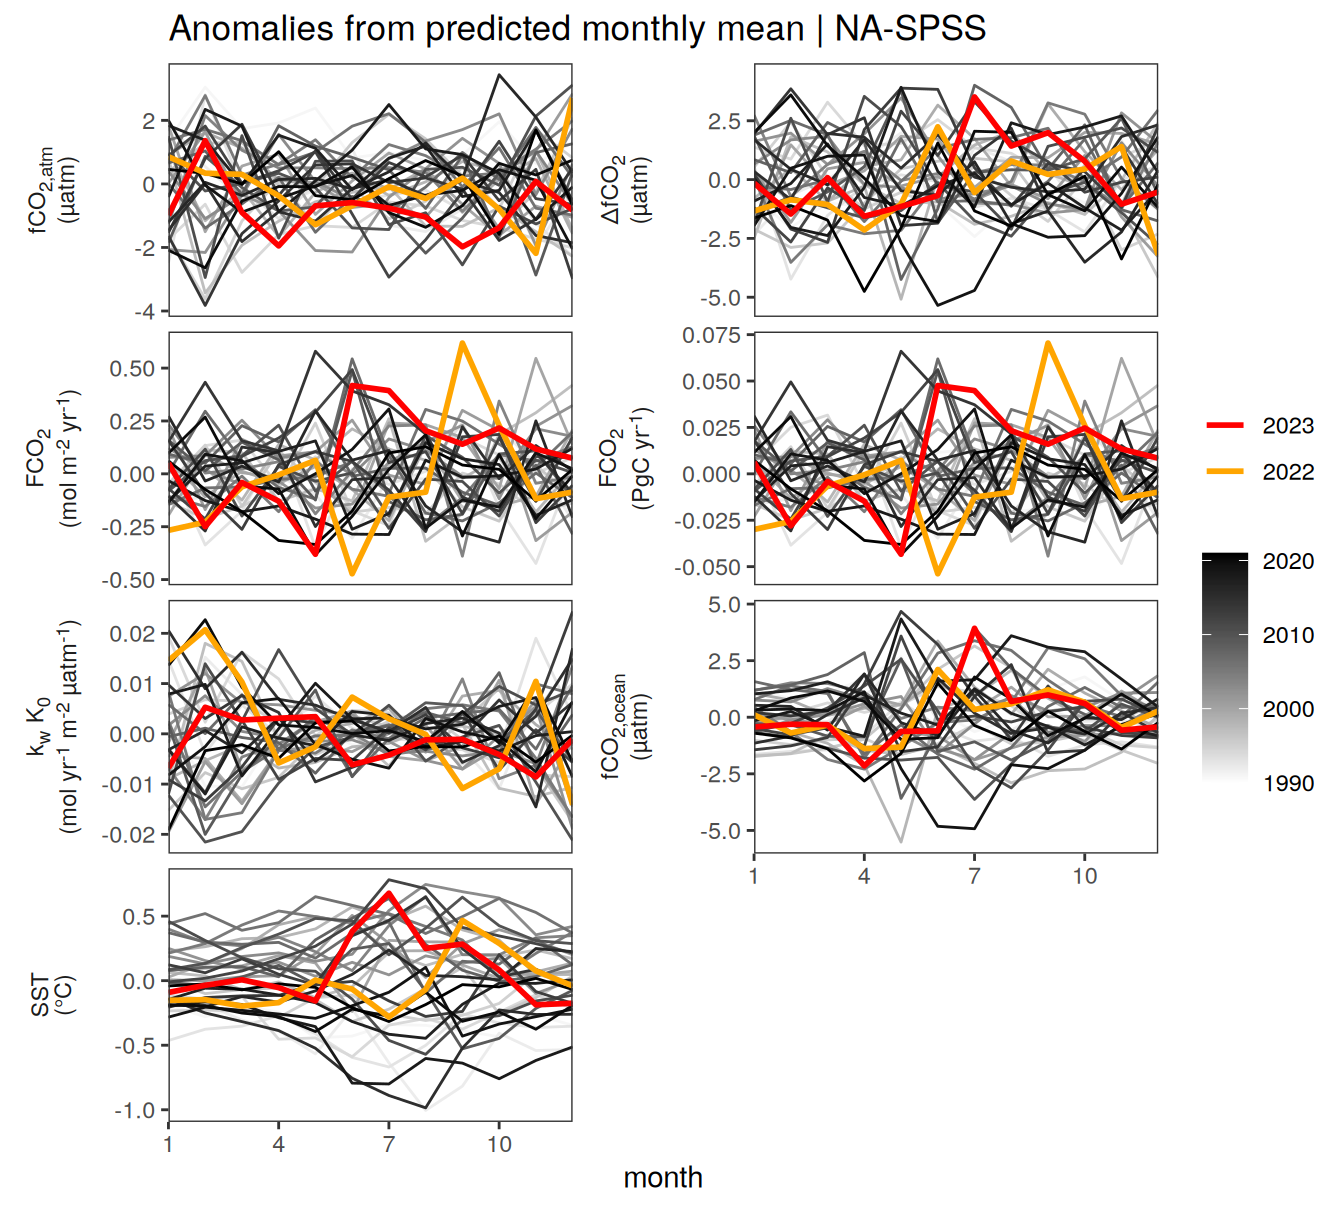 Anomalies from predicted monthly mean | NA-SPSS
fCO2,atm
(µatm)
2
0
-2
-4
ΔfCO2
(µatm)
2.5
0.0
-2.5
-5.0
FCO2
(mol m-2 yr-1)
0.50
0.25
0.00
-0.25
-0.50
FCO2
(PgC yr-1)
0.075
0.050
0.025
0.000
-0.025
-0.050
kw K0
(mol yr-1 m-2 µatm-1)
0.02
0.01
0.00
-0.01
-0.02
fCO2,ocean
(µatm)
5.0
2.5
0.0
-2.5
-5.0
1 4 7 10
SST
(°C)
0.5
0.0
-0.5
-1.0
1 4 7 10
month
2023
2022
2020
2010
2000
1990